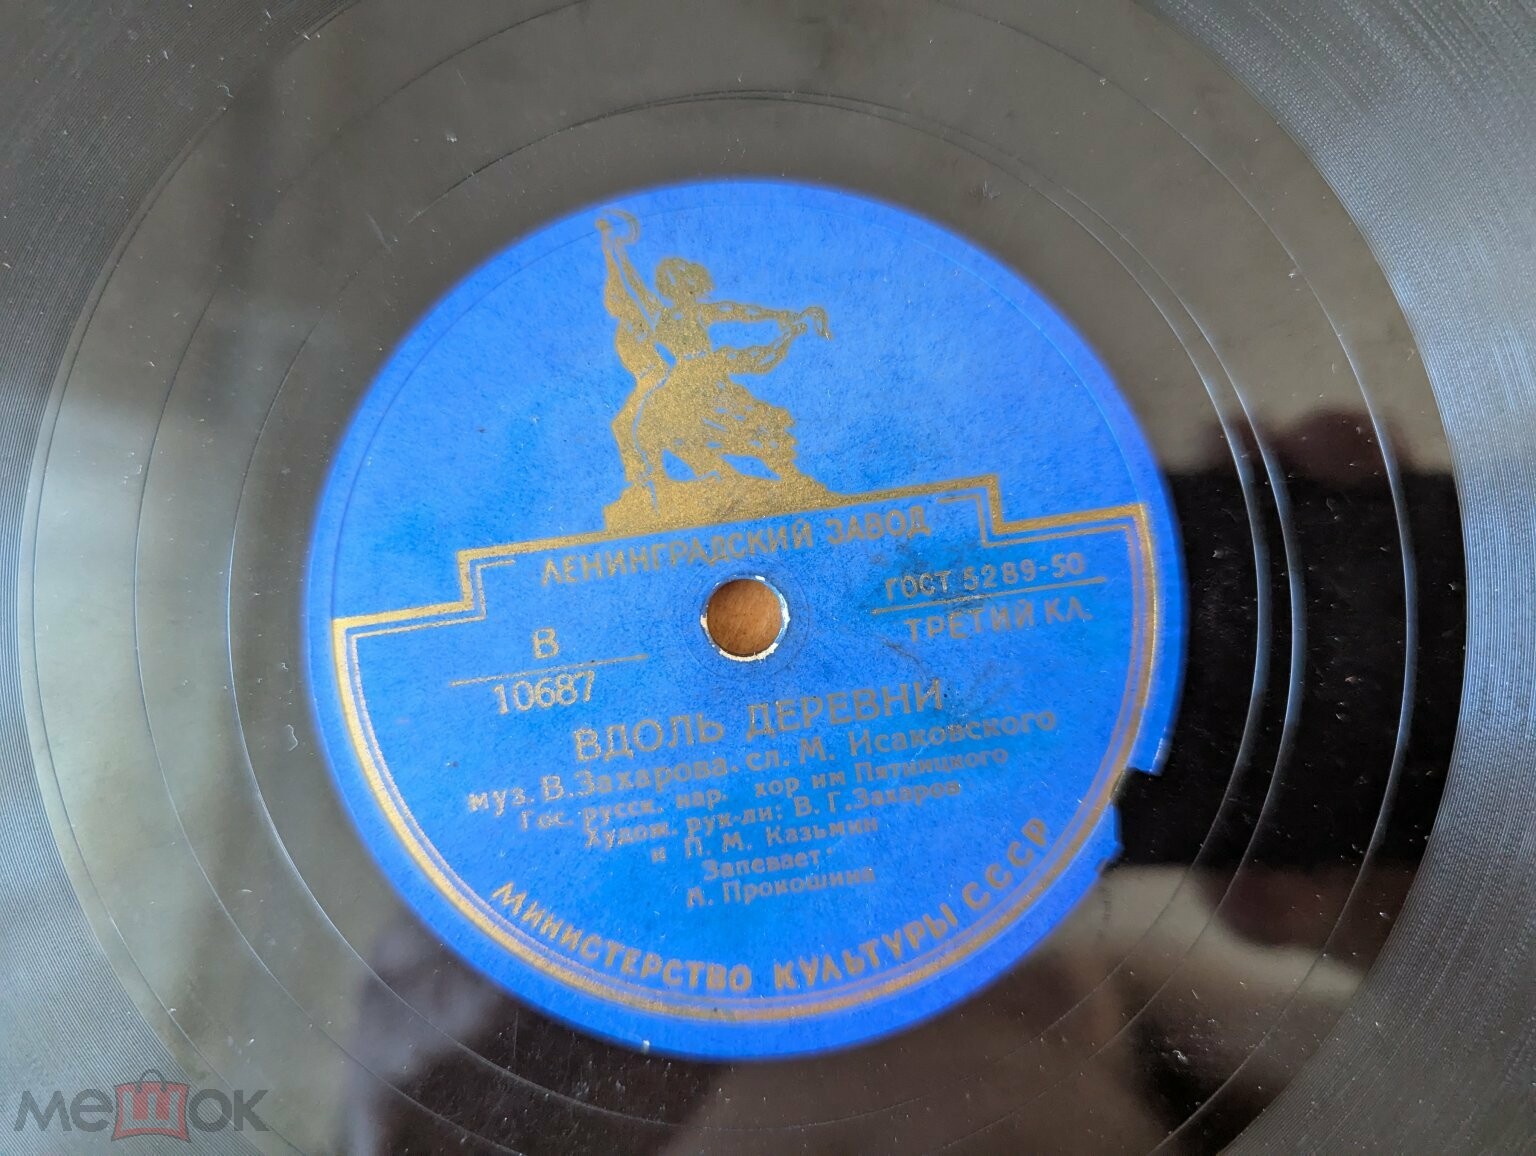 ЛЕНИНГРАДСКИЙ ЗАВОД
ГОСТ 5289-50
ТРЕТИЙ КЛ.
В
10687
ВДОЛЬ ДЕРЕВНИ
муз. В. Захарова. сл. М. Исаковского
Гос. русск. нар. хор им Пятницкого
Худож. рук-ли: В. Г. Захаров
и П. М. Казьмин
Запевает:
А. Прокошина
МИНИСТЕРСТВО КУЛЬТУРЫ СССР
мешок